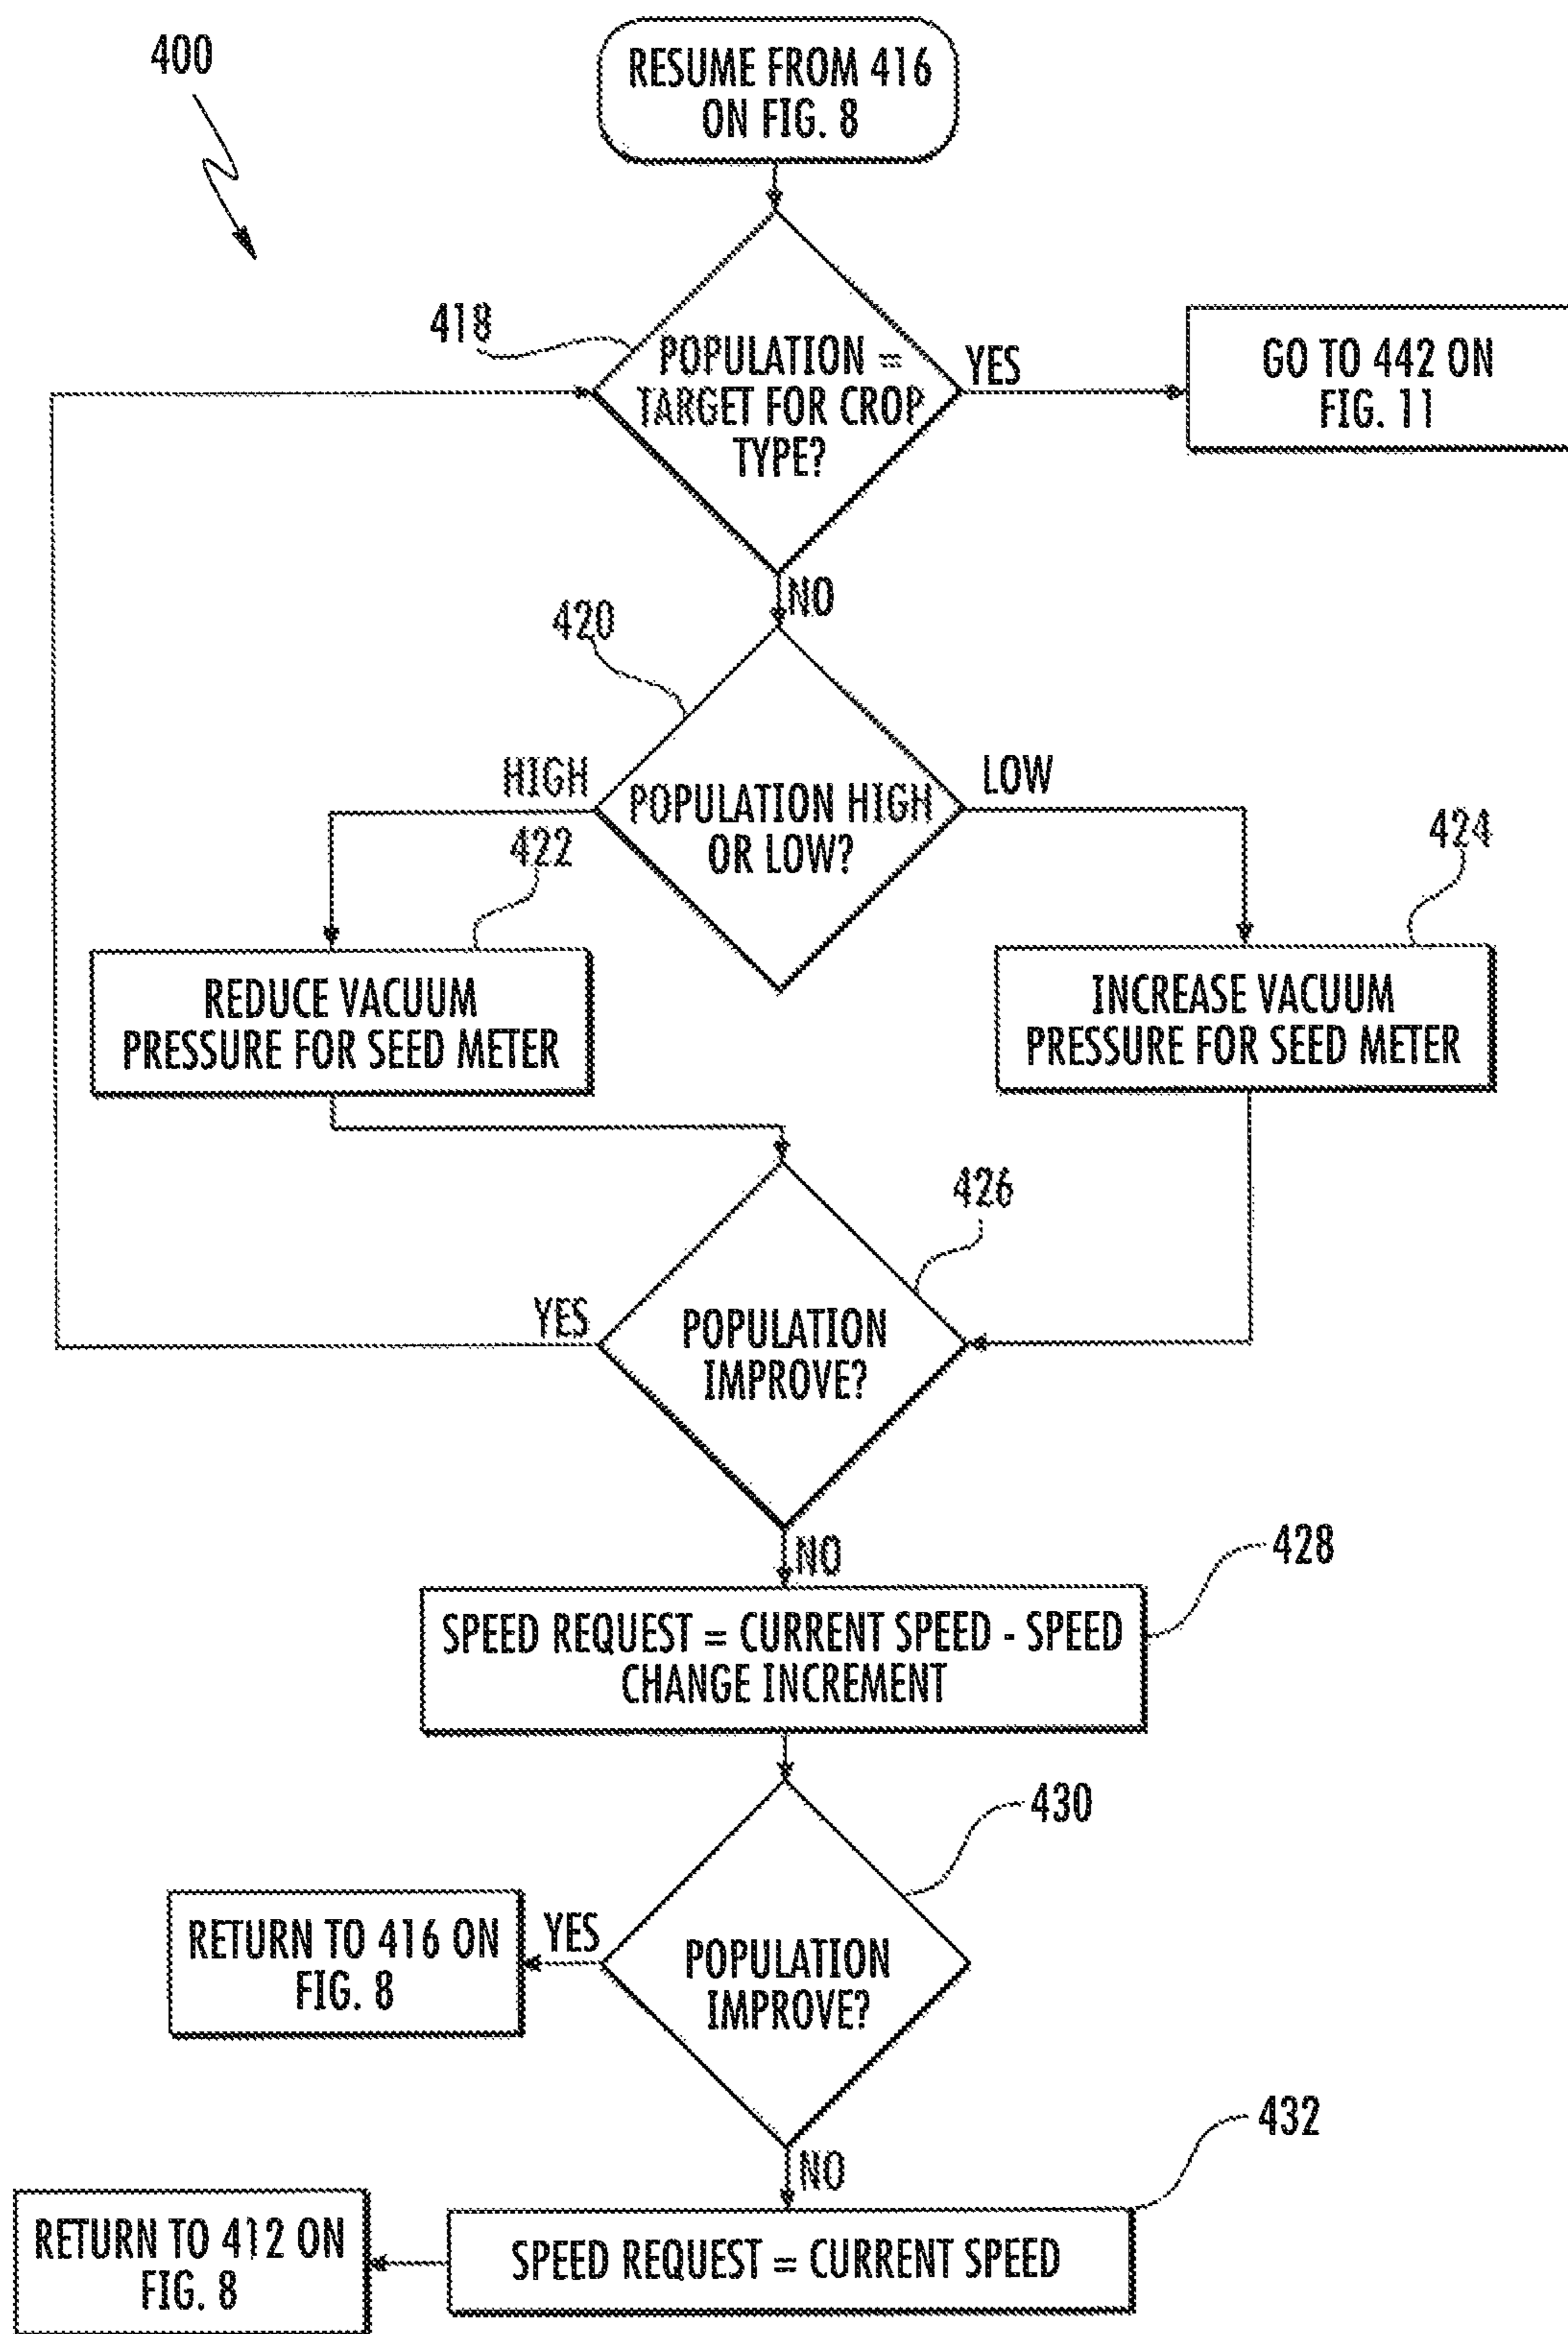 400
RESUME FROM 416
ON FIG. 8
418
POPULATION =
TARGET FOR CROP
TYPE?
YES
GO TO 442 ON
FIG. 11
NO
420
HIGH
POPULATION HIGH
OR LOW?
LOW
422
424
REDUCE VACUUM
PRESSURE FOR SEED METER
INCREASE VACUUM
PRESSURE FOR SEED METER
426
YES
POPULATION
IMPROVE?
NO
428
SPEED REQUEST = CURRENT SPEED - SPEED
CHANGE INCREMENT
430
RETURN TO 416 ON
FIG. 8
YES
POPULATION
IMPROVE?
NO
432
RETURN TO 412 ON
FIG. 8
SPEED REQUEST = CURRENT SPEED